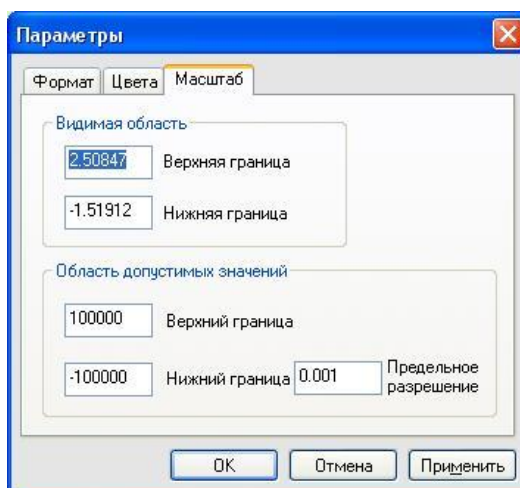 Параметры
Формат Цвета Масштаб
Видимая область
2.50847 Верхняя граница
-1.51912 Нижняя граница
Область допустимых значений
100000 Верхний граница
-100000 Нижний граница 0.001 Предельное
разрешение
OK Отмена Применить